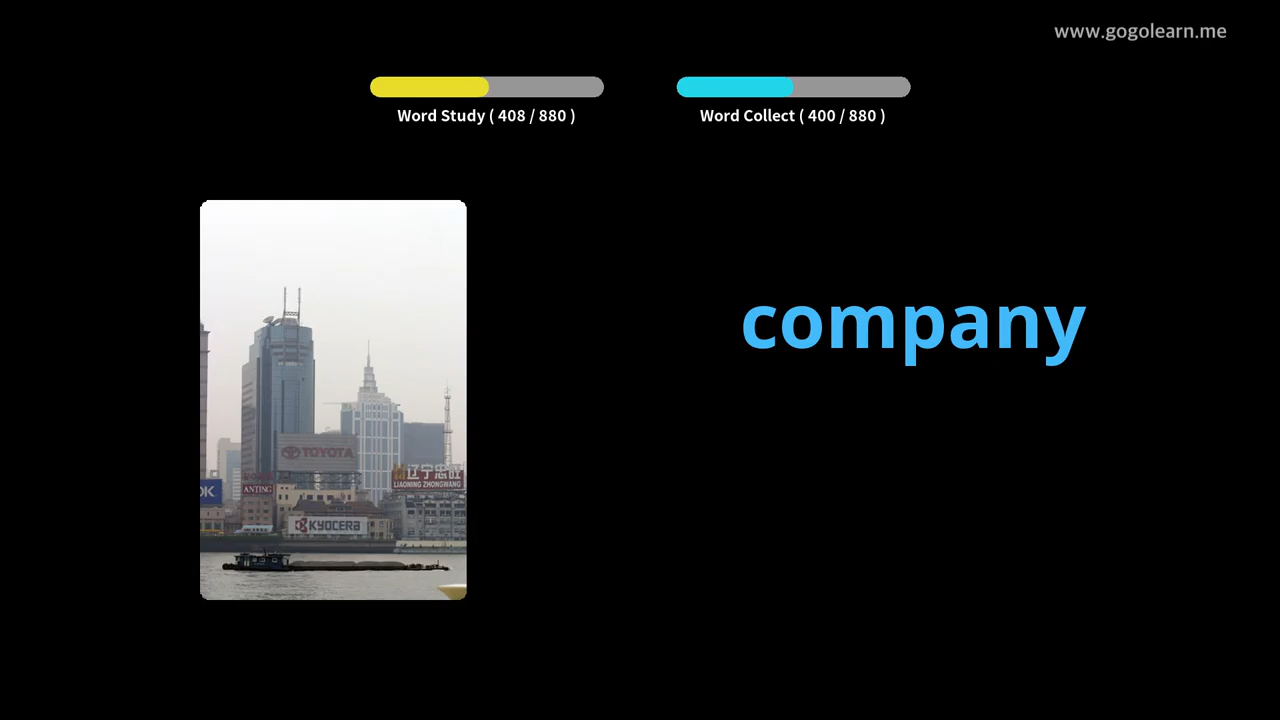 www.gogolearn.me
Word Study ( 408 / 880 )
Word Collect ( 400 / 880 )
company
TOYOTA
辽宁忠旺
LIAONING ZHONGWANG
OK
ANTING
KYOCERA